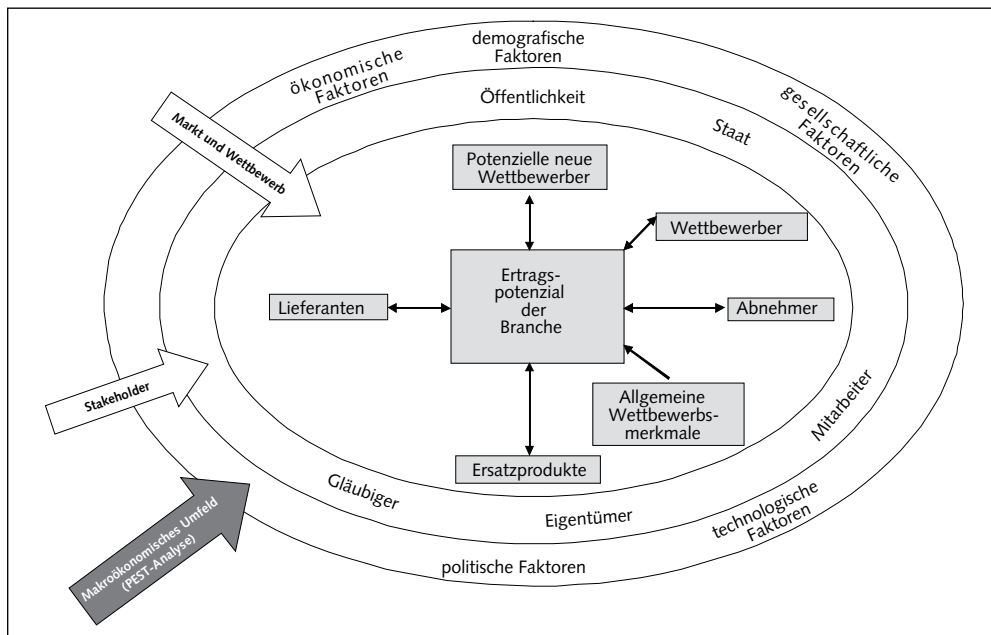 demografische
Faktoren
ökonomische
Faktoren
gesellschaftliche
Faktoren
Öffentlichkeit
Staat
Markt und Wettbewerb
Potenzielle neue
Wettbewerber
Wettbewerber
Ertrags-
potenzial
der
Branche
Lieferanten
Abnehmer
Allgemeine
Wettbewerbs-
merkmale
Ersatzprodukte
Stakeholder
Mitarbeiter
Gläubiger
Eigentümer
technologische
Faktoren
politische Faktoren
Makroökonomisches Umfeld
(PEST-Analyse)